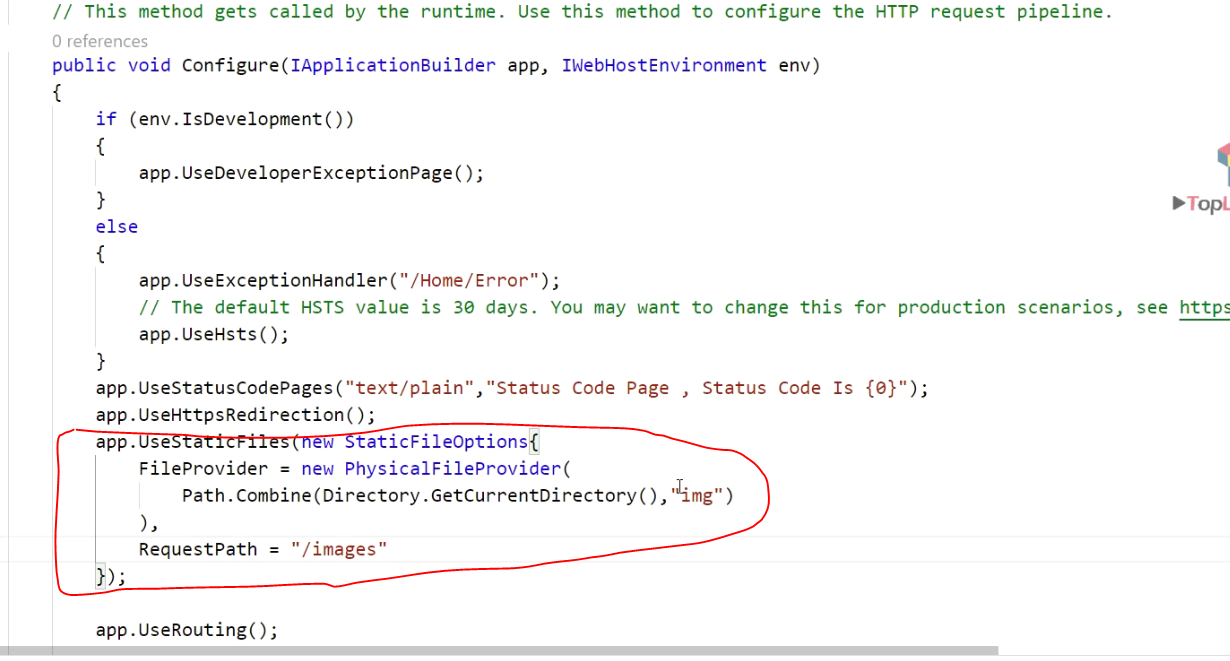 // This method gets called by the runtime. Use this method to configure the HTTP request pipeline.
0 references
public void Configure(IApplicationBuilder app, IWebHostEnvironment env)
{
if (env.IsDevelopment())
{
app.UseDeveloperExceptionPage();
}
else
{
app.UseExceptionHandler("/Home/Error");
// The default HSTS value is 30 days. You may want to change this for production scenarios, see https
app.UseHsts();
}
app.UseStatusCodePages("text/plain","Status Code Page , Status Code Is {0}");
app.UseHttpsRedirection();
app.UseStaticFiles(new StaticFileOptions{
FileProvider = new PhysicalFileProvider(
Path.Combine(Directory.GetCurrentDirectory(),"img")
),
RequestPath = "/images"
});
app.UseRouting();